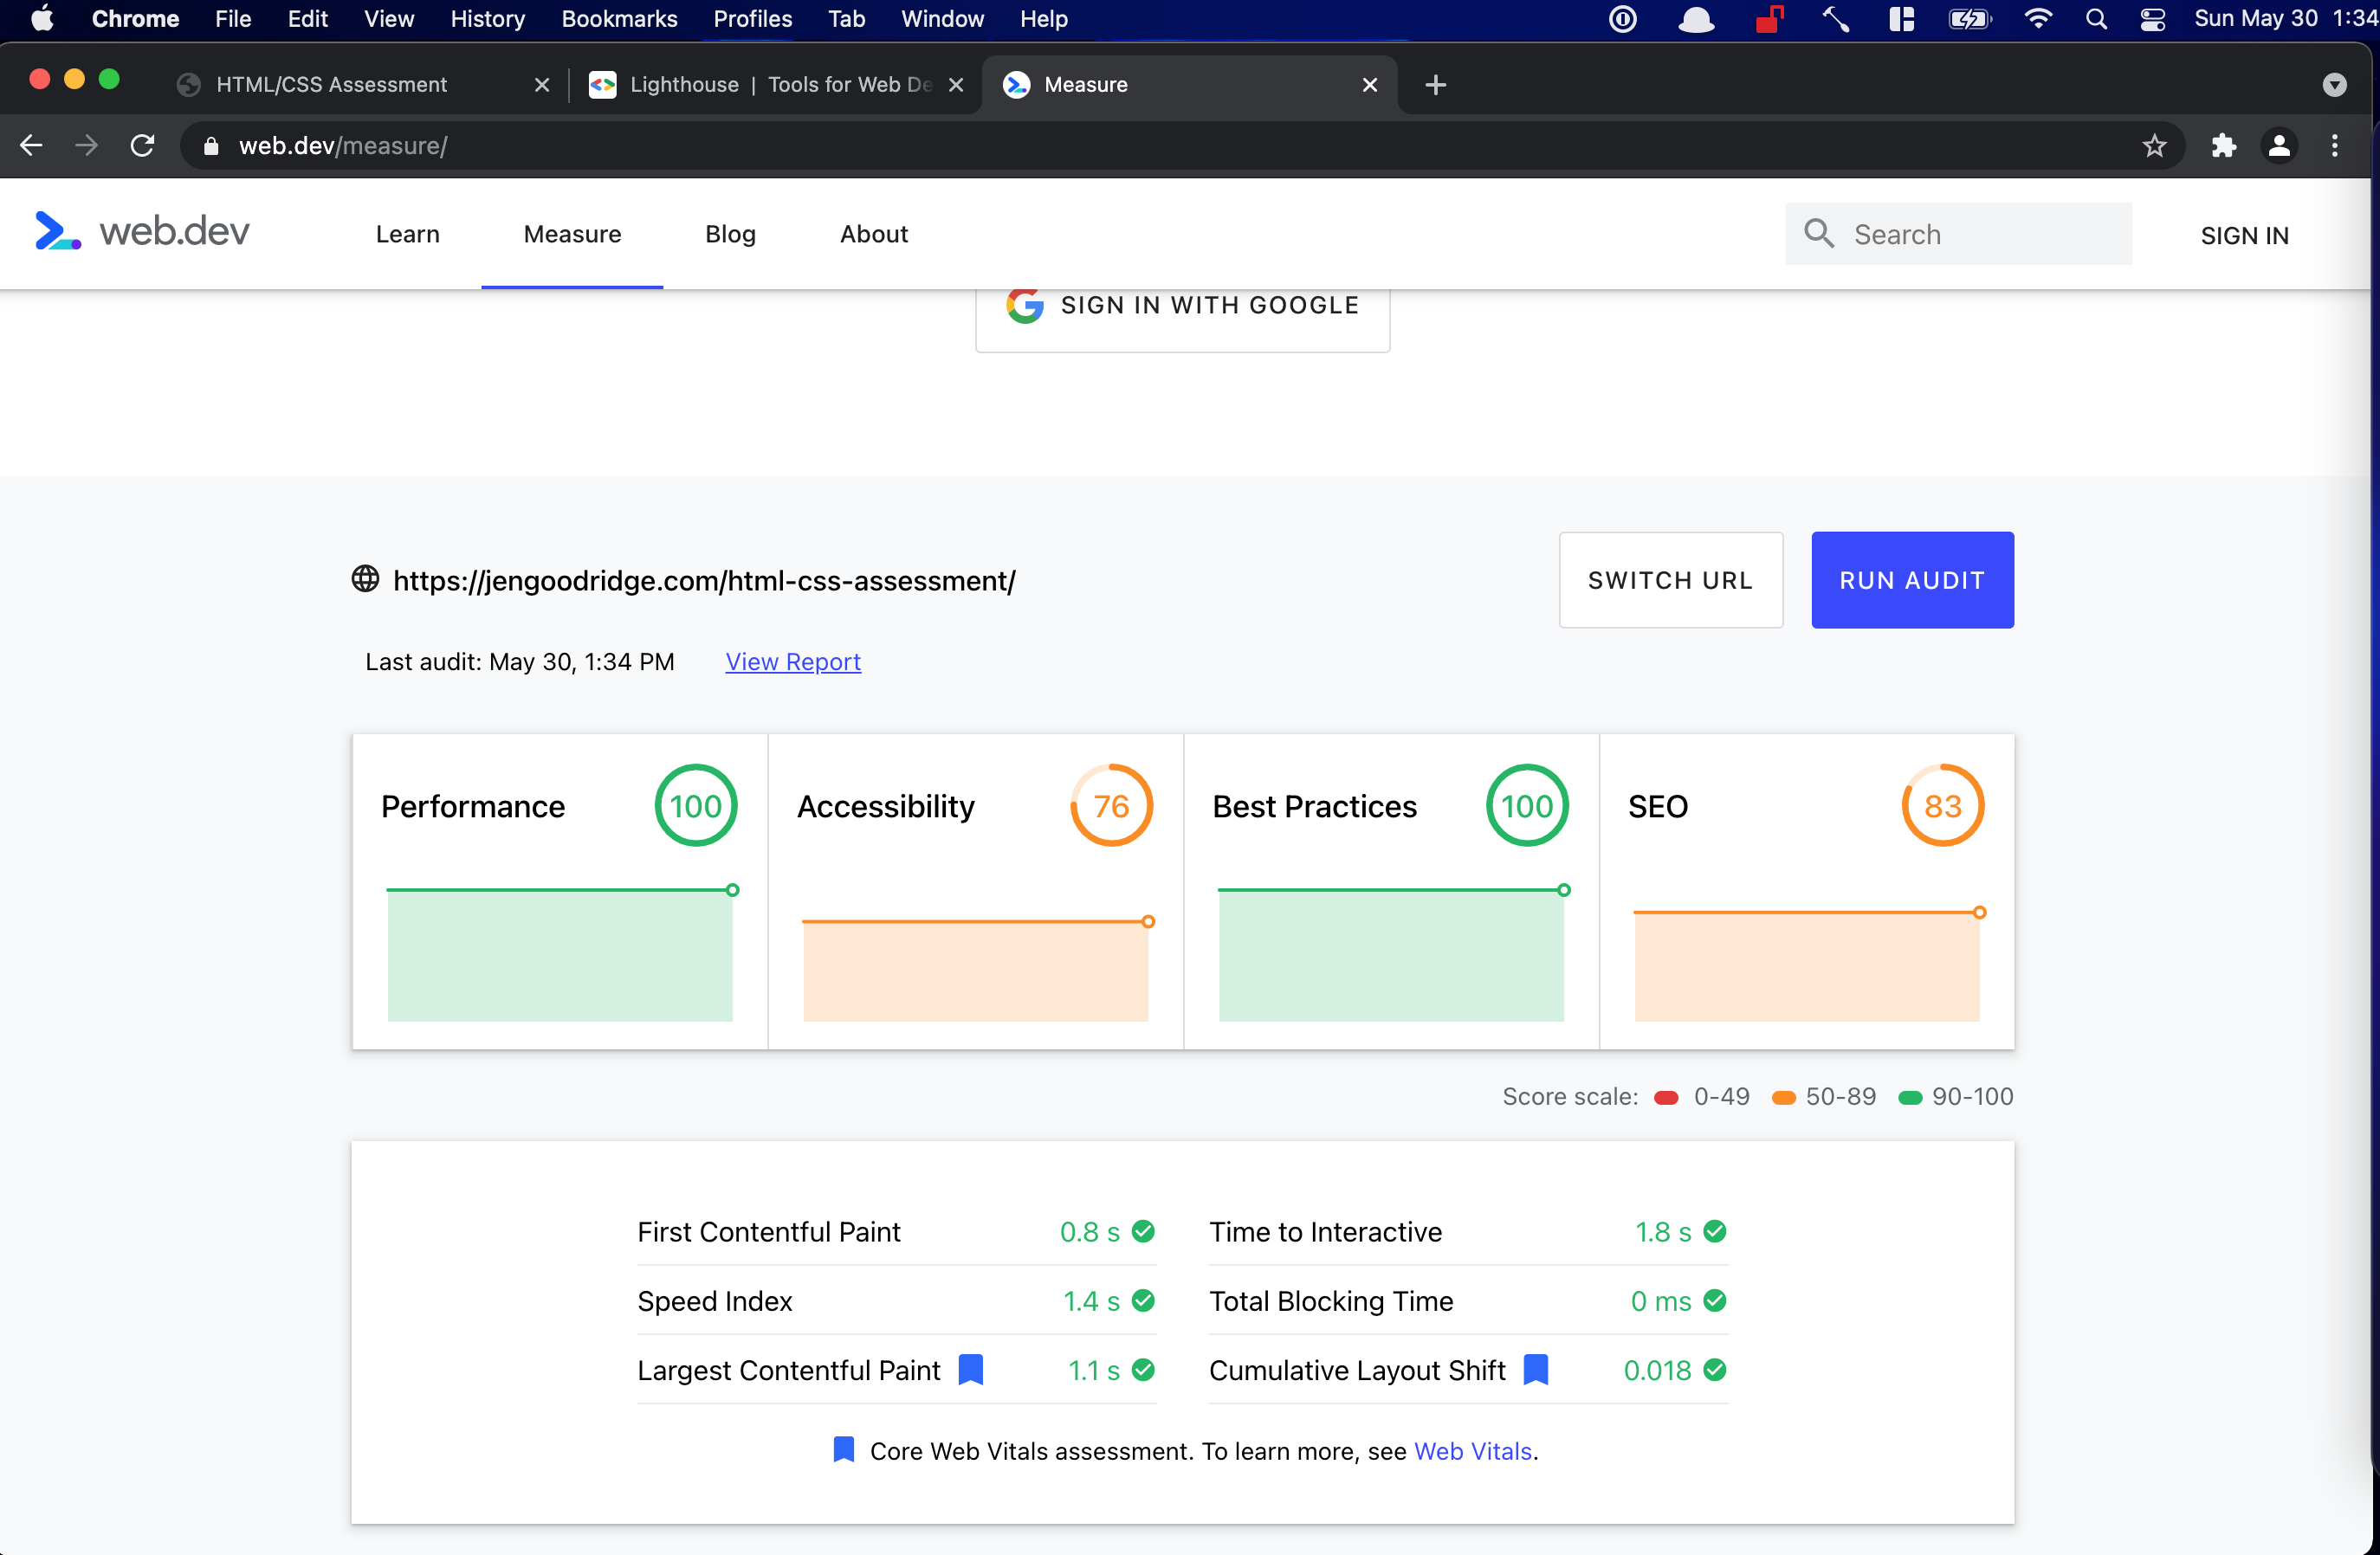 Chrome File Edit View History Bookmarks Profiles Tab Window Help Sun May 30 1:34
HTML/CSS Assessment Lighthouse | Tools for Web De Measure
web.dev/measure/
web.dev Learn Measure Blog About Search SIGN IN
SIGN IN WITH GOOGLE
https://jengoodridge.com/html-css-assessment/ SWITCH URL RUN AUDIT
Last audit: May 30, 1:34 PM View Report
Performance 100 Accessibility 76 Best Practices 100 SEO 83
Score scale: 0-49 50-89 90-100
First Contentful Paint 0.8 s Time to Interactive 1.8 s
Speed Index 1.4 s Total Blocking Time 0 ms
Largest Contentful Paint 1.1 s Cumulative Layout Shift 0.018
Core Web Vitals assessment. To learn more, see Web Vitals.